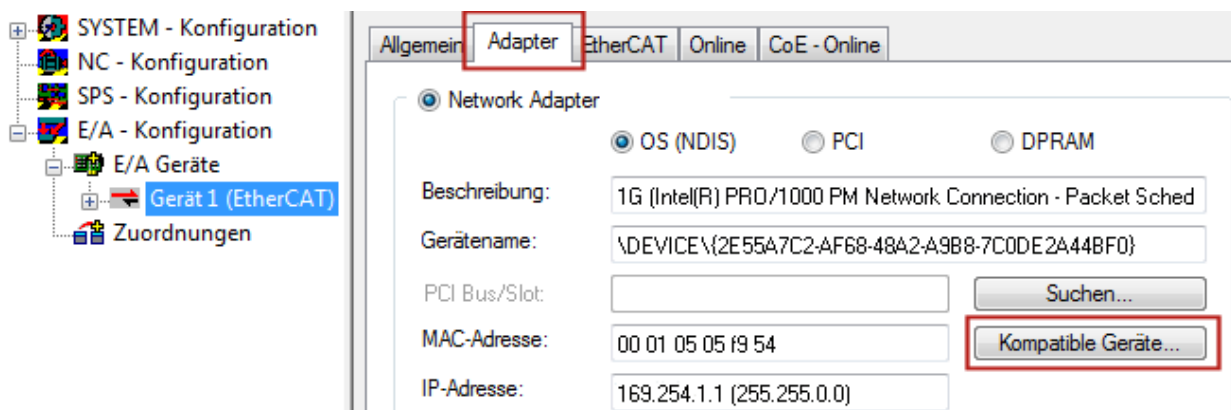 SYSTEM - Konfiguration
NC - Konfiguration
SPS - Konfiguration
E/A - Konfiguration
E/A Geräte
Gerät 1 (EtherCAT)
Zuordnungen
Allgemein Adapter EtherCAT Online CoE - Online
Network Adapter
OS (NDIS) PCI DPRAM
Beschreibung: 1G (Intel(R) PRO/1000 PM Network Connection - Packet Sched
Gerätename: \DEVICE\{2E55A7C2-AF68-48A2-A9B8-7C0DE2A44BF0}
PCI Bus/Slot: Suchen...
MAC-Adresse: 00 01 05 05 f9 54 Kompatible Geräte...
IP-Adresse: 169.254.1.1 (255.255.0.0)